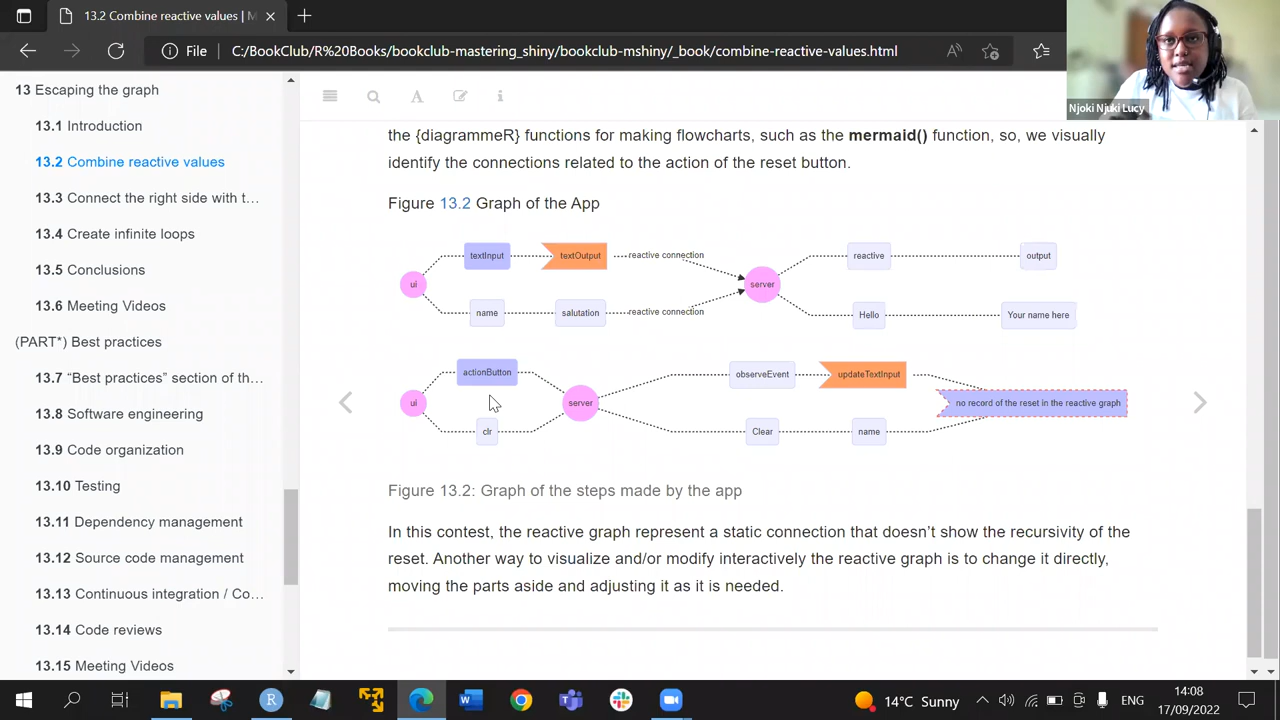 13.2 Combine reactive values | M
File
C:/BookClub/R%20Books/bookclub-mastering_shiny/bookclub-mshiny/_book/combine-reactive-values.html
Njoki Njuki Lucy
13 Escaping the graph
13.1 Introduction
13.2 Combine reactive values
13.3 Connect the right side with t…
13.4 Create infinite loops
13.5 Conclusions
13.6 Meeting Videos
(PART*) Best practices
13.7 “Best practices” section of th…
13.8 Software engineering
13.9 Code organization
13.10 Testing
13.11 Dependency management
13.12 Source code management
13.13 Continuous integration / Co…
13.14 Code reviews
13.15 Meeting Videos
the {diagrammeR} functions for making flowcharts, such as the mermaid() function, so, we visually
identify the connections related to the action of the reset button.
Figure 13.2 Graph of the App
textInput
textOutput
reactive connection
reactive
output
ui
server
name
salutation
reactive connection
Hello
Your name here
actionButton
observeEvent
updateTextInput
ui
server
no record of the reset in the reactive graph
clr
Clear
name
Figure 13.2: Graph of the steps made by the app
In this contest, the reactive graph represent a static connection that doesn’t show the recursivity of the
reset. Another way to visualize and/or modify interactively the reactive graph is to change it directly,
moving the parts aside and adjusting it as it is needed.
14°C Sunny
ENG
14:08
17/09/2022